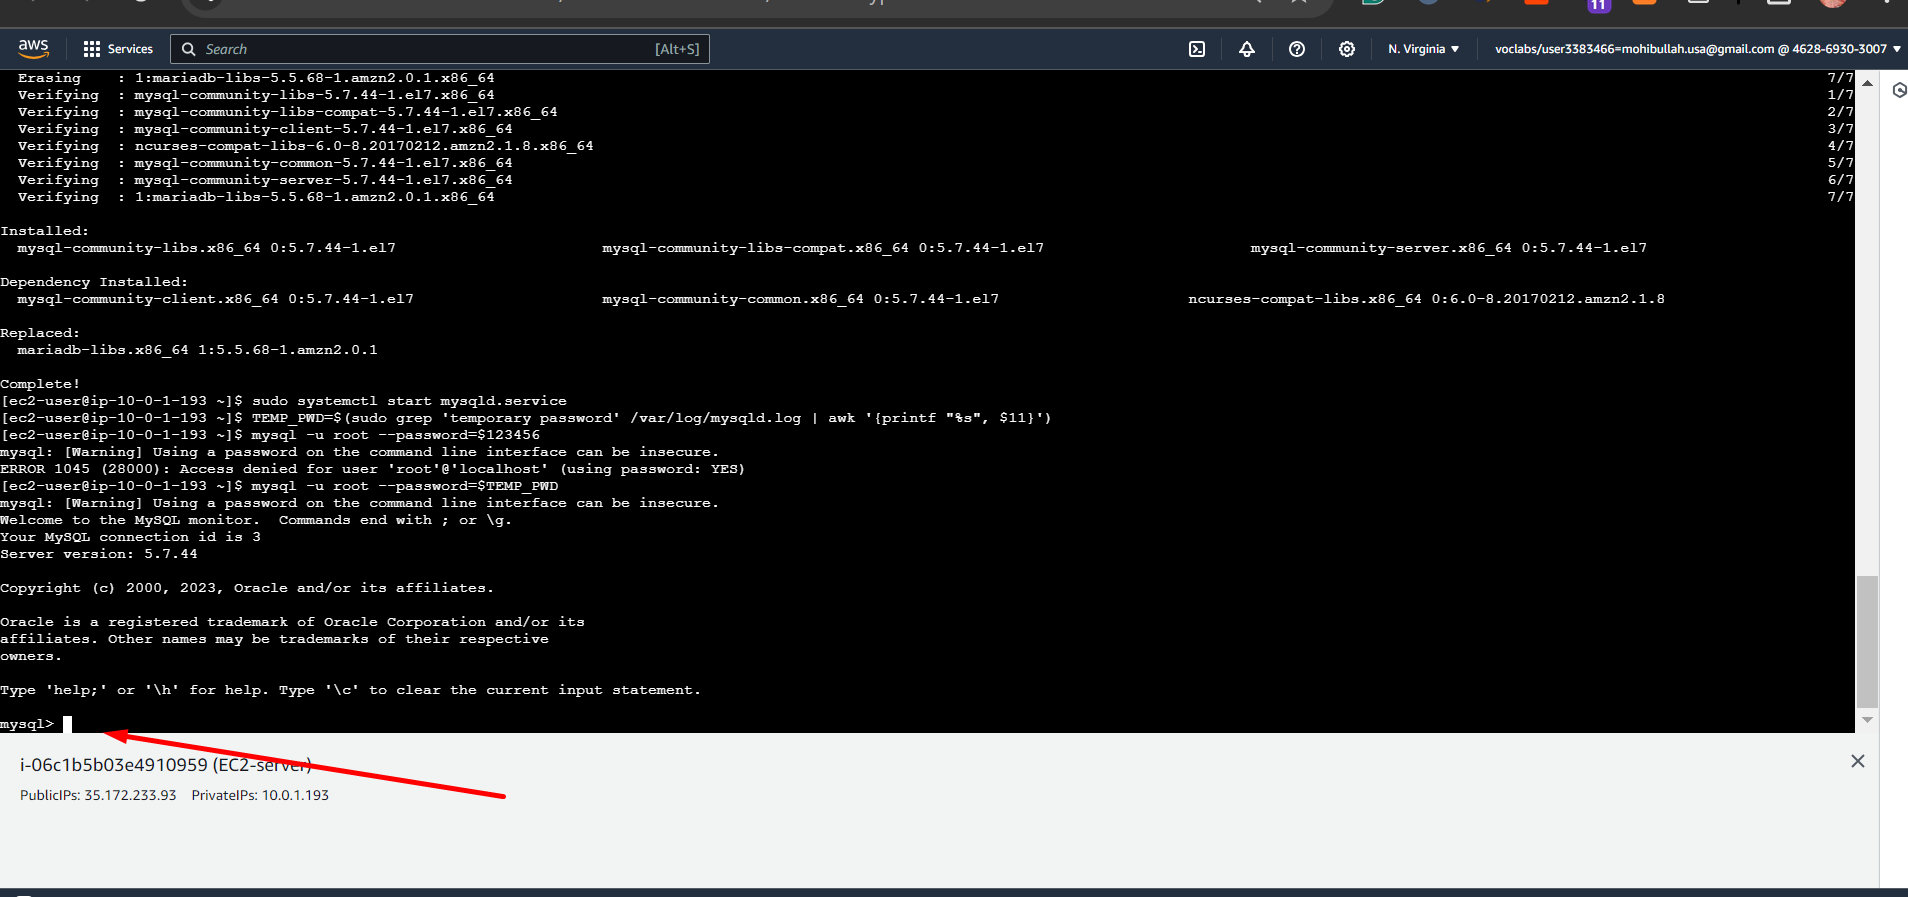 11
aws
Services
Search
[Alt+S]
N. Virginia
voclabs/user3383466=mohibullah.usa@gmail.com @ 4628-6930-3007
Erasing : 1:mariadb-libs-5.5.68-1.amzn2.0.1.x86_64 7/7
Verifying : mysql-community-libs-5.7.44-1.el7.x86_64 1/7
Verifying : mysql-community-libs-compat-5.7.44-1.el7.x86_64 2/7
Verifying : mysql-community-client-5.7.44-1.el7.x86_64 3/7
Verifying : ncurses-compat-libs-6.0-8.20170212.amzn2.1.8.x86_64 4/7
Verifying : mysql-community-common-5.7.44-1.el7.x86_64 5/7
Verifying : mysql-community-server-5.7.44-1.el7.x86_64 6/7
Verifying : 1:mariadb-libs-5.5.68-1.amzn2.0.1.x86_64 7/7
Installed:
mysql-community-libs.x86_64 0:5.7.44-1.el7 mysql-community-libs-compat.x86_64 0:5.7.44-1.el7 mysql-community-server.x86_64 0:5.7.44-1.el7
Dependency Installed:
mysql-community-client.x86_64 0:5.7.44-1.el7 mysql-community-common.x86_64 0:5.7.44-1.el7 ncurses-compat-libs.x86_64 0:6.0-8.20170212.amzn2.1.8
Replaced:
mariadb-libs.x86_64 1:5.5.68-1.amzn2.0.1
Complete!
[ec2-user@ip-10-0-1-193 ~]$ sudo systemctl start mysqld.service
[ec2-user@ip-10-0-1-193 ~]$ TEMP_PWD=$(sudo grep 'temporary password' /var/log/mysqld.log | awk '{printf "%s", $11}')
[ec2-user@ip-10-0-1-193 ~]$ mysql -u root --password=$123456
mysql: [Warning] Using a password on the command line interface can be insecure.
ERROR 1045 (28000): Access denied for user 'root'@'localhost' (using password: YES)
[ec2-user@ip-10-0-1-193 ~]$ mysql -u root --password=$TEMP_PWD
mysql: [Warning] Using a password on the command line interface can be insecure.
Welcome to the MySQL monitor.  Commands end with ; or \g.
Your MySQL connection id is 3
Server version: 5.7.44
Copyright (c) 2000, 2023, Oracle and/or its affiliates.
Oracle is a registered trademark of Oracle Corporation and/or its
affiliates. Other names may be trademarks of their respective
owners.
Type 'help;' or '\h' for help. Type '\c' to clear the current input statement.
mysql>
i-06c1b5b03e4910959 (EC2-server)
PublicIPs: 35.172.233.93 PrivateIPs: 10.0.1.193